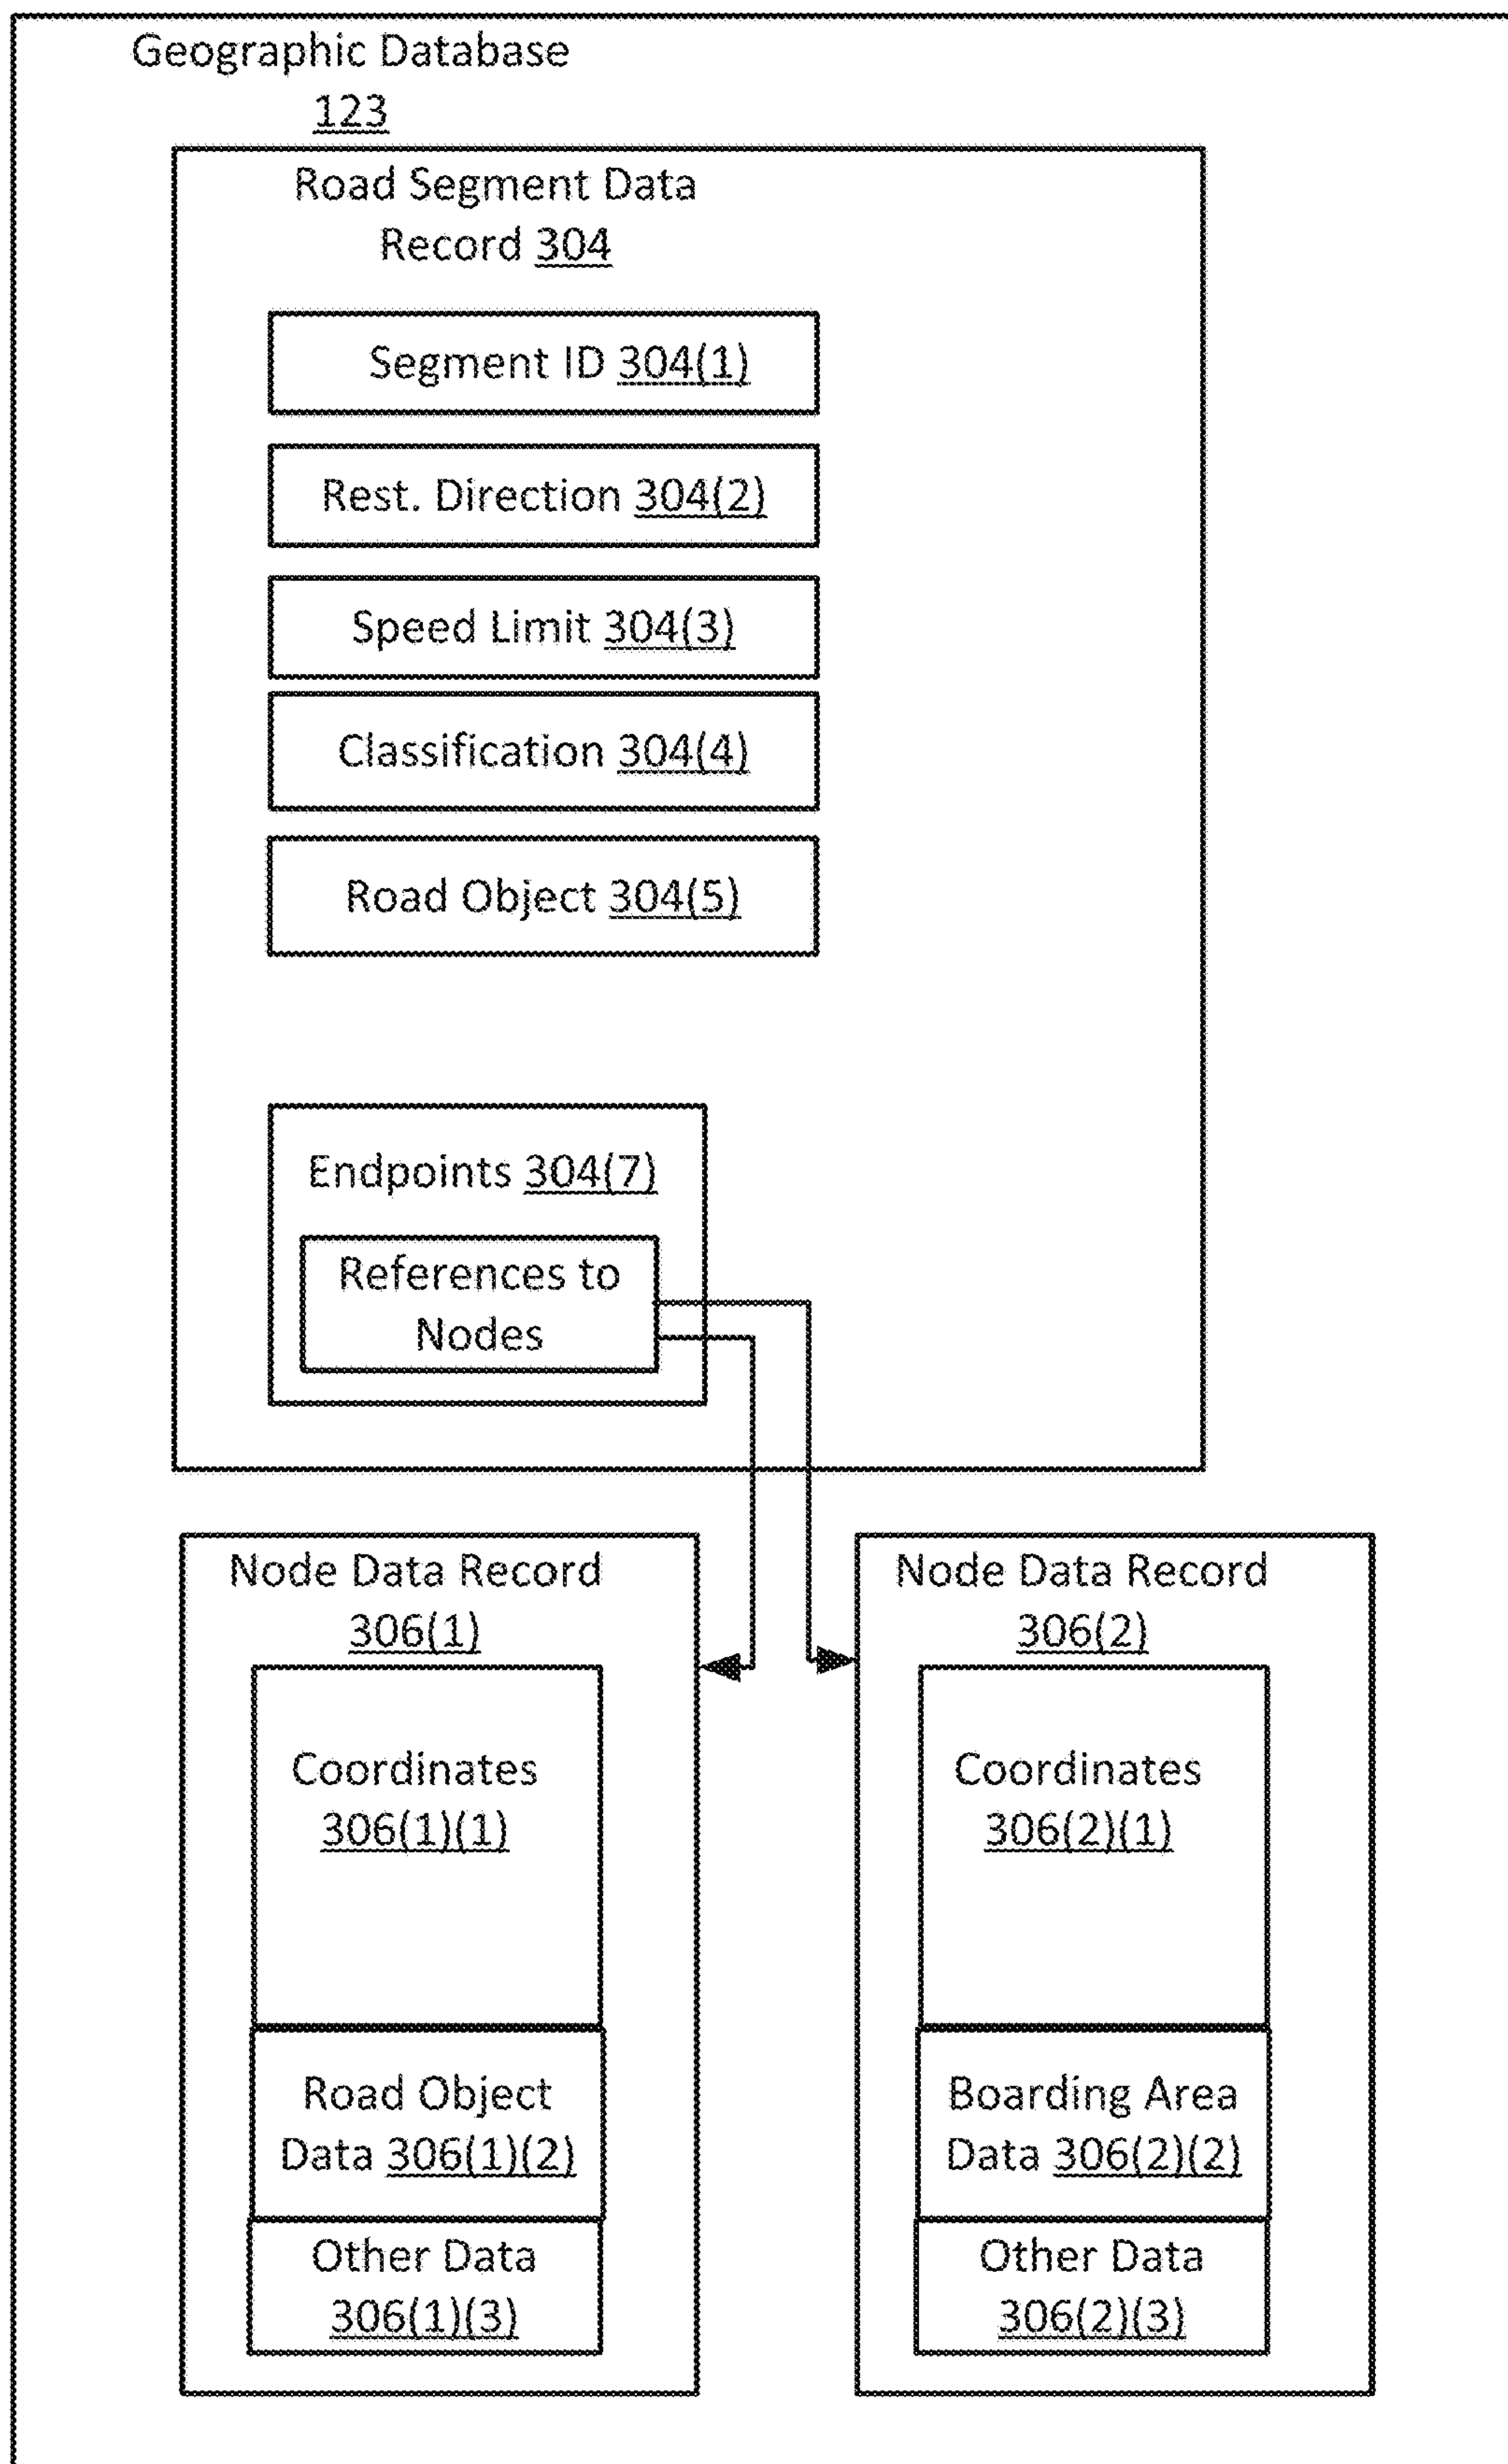 Geographic Database
123
Road Segment Data
Record 304
Segment ID 304(1)
Rest. Direction 304(2)
Speed Limit 304(3)
Classification 304(4)
Road Object 304(5)
Endpoints 304(7)
References to
Nodes
Node Data Record
306(1)
Coordinates
306(1)(1)
Road Object
Data 306(1)(2)
Other Data
306(1)(3)
Node Data Record
306(2)
Coordinates
306(2)(1)
Boarding Area
Data 306(2)(2)
Other Data
306(2)(3)